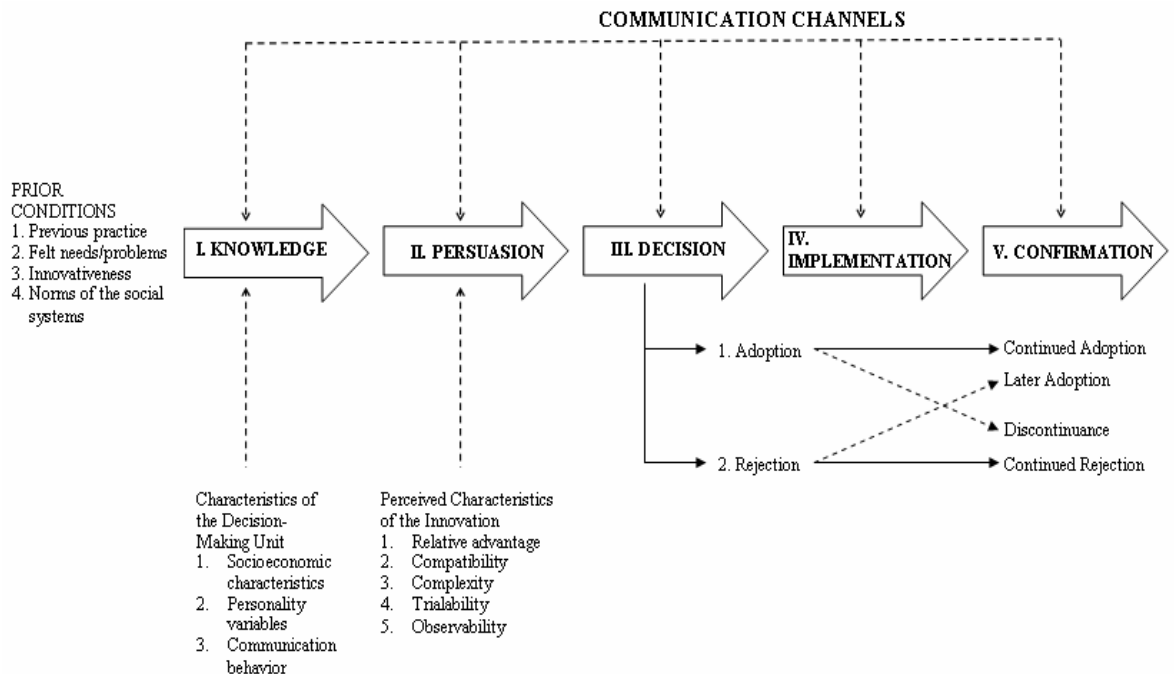 COMMUNICATION CHANNELS
PRIOR
CONDITIONS
1. Previous practice
2. Felt needs/problems
3. Innovativeness
4. Norms of the social
systems
I. KNOWLEDGE
II. PERSUASION
III. DECISION
IV.
IMPLEMENTATION
V. CONFIRMATION
1. Adoption
2. Rejection
Continued Adoption
Later Adoption
Discontinuance
Continued Rejection
Characteristics of
the Decision-
Making Unit
1. Socioeconomic
characteristics
2. Personality
variables
3. Communication
behavior
Perceived Characteristics
of the Innovation
1. Relative advantage
2. Compatibility
3. Complexity
4. Trialability
5. Observability